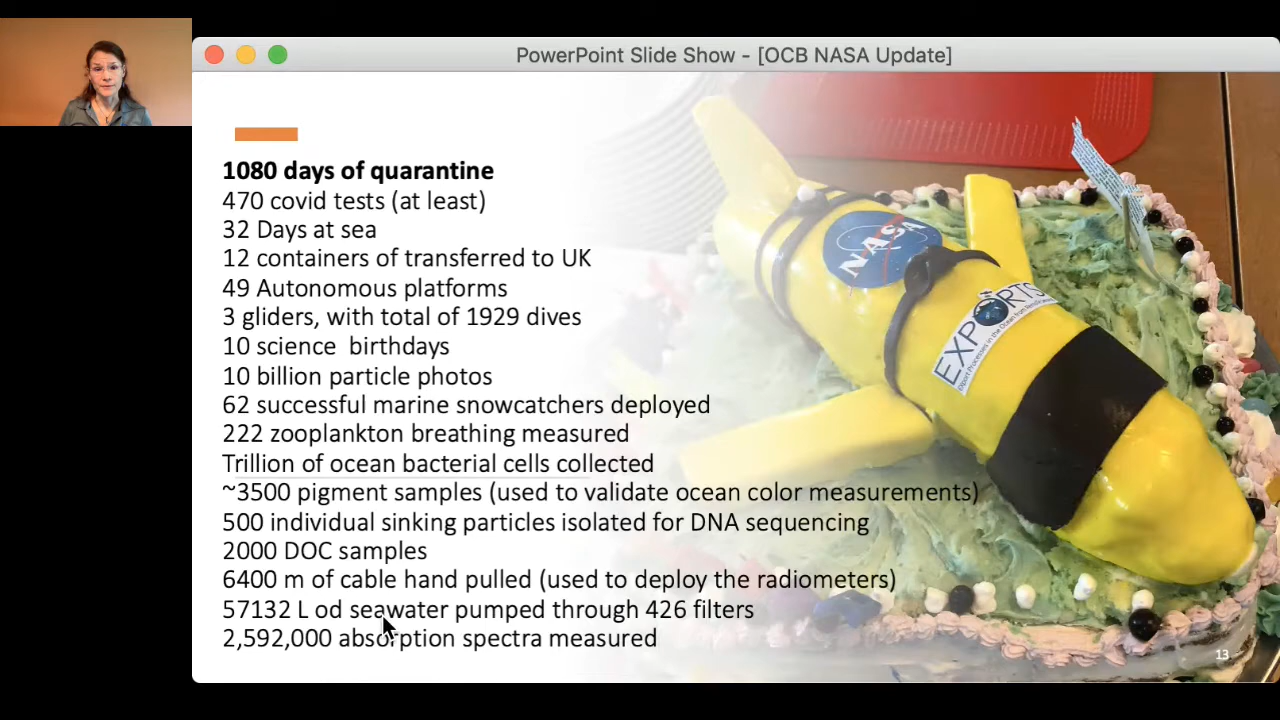 PowerPoint Slide Show - [OCB NASA Update]
1080 days of quarantine
470 covid tests (at least)
32 Days at sea
12 containers of transferred to UK
49 Autonomous platforms
3 gliders, with total of 1929 dives
10 science  birthdays
10 billion particle photos
62 successful marine snowcatchers deployed
222 zooplankton breathing measured
Trillion of ocean bacterial cells collected
~3500 pigment samples (used to validate ocean color measurements)
500 individual sinking particles isolated for DNA sequencing
2000 DOC samples
6400 m of cable hand pulled (used to deploy the radiometers)
57132 L od seawater pumped through 426 filters
2,592,000 absorption spectra measured
NASA
EXPORTS
13